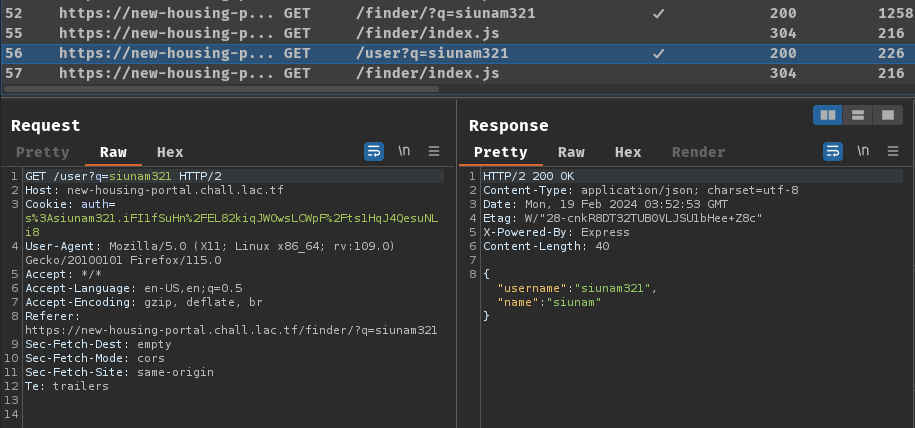 52 https://new-housing-p... GET /finder/?q=siunam321 ✓ 200 1258
55 https://new-housing-p... GET /finder/index.js 304 216
56 https://new-housing-p... GET /user?q=siunam321 ✓ 200 226
57 https://new-housing-p... GET /finder/index.js 304 216
Request
Pretty Raw Hex \n
1 GET /user?q=siunam321 HTTP/2
2 Host: new-housing-portal.chall.lac.tf
3 Cookie: auth=
s%3Asiunam321.iFI1fSuHn%2FEL82kiqJWOwsLCWpF%2Fts1HqJ4QesuNL
i8
4 User-Agent: Mozilla/5.0 (X11; Linux x86_64; rv:109.0)
Gecko/20100101 Firefox/115.0
5 Accept: */*
6 Accept-Language: en-US,en;q=0.5
7 Accept-Encoding: gzip, deflate, br
8 Referer:
https://new-housing-portal.chall.lac.tf/finder/?q=siunam321
9 Sec-Fetch-Dest: empty
10 Sec-Fetch-Mode: cors
11 Sec-Fetch-Site: same-origin
12 Te: trailers
13
14
Response
Pretty Raw Hex Render \n
1 HTTP/2 200 OK
2 Content-Type: application/json; charset=utf-8
3 Date: Mon, 19 Feb 2024 03:52:53 GMT
4 Etag: W/"28-cnkR8DT32TUB0VLJSU1bHee+Z8c"
5 X-Powered-By: Express
6 Content-Length: 40
7
8 {
"username":"siunam321",
"name":"siunam"
}